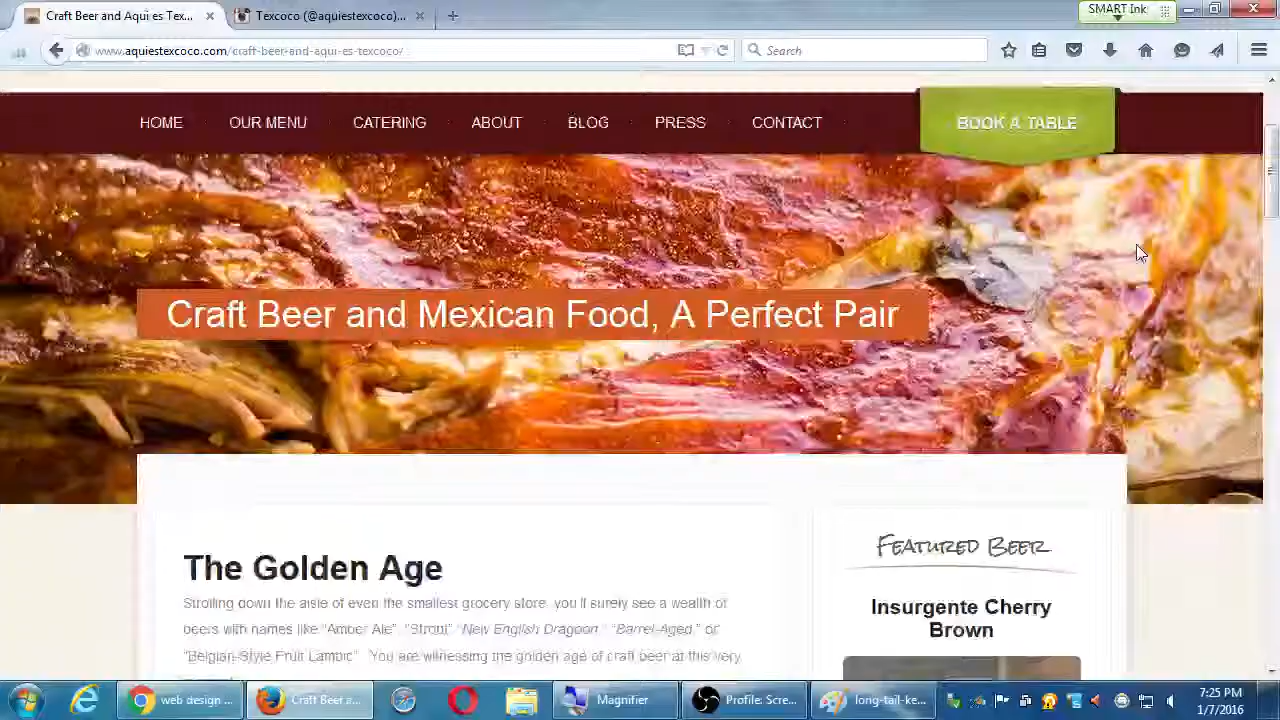 Craft Beer and Aqui es Tex...
Texcoco (@aquiestexcoco)...
SMART Ink
www.aquiestexcoco.com/craft-beer-and-aqui-es-texcoco/
Search
HOME
OUR MENU
CATERING
ABOUT
BLOG
PRESS
CONTACT
BOOK A TABLE
Craft Beer and Mexican Food, A Perfect Pair
The Golden Age
Strolling down the aisle of even the smallest grocery store, you'll surely see a wealth of
beers with names like "Amber Ale", "Strout", "New English Dragoon", "Barrel-Aged," or
"Belgian-Style Fruit Lambic". You are witnessing the golden age of craft beer at this very
Featured Beer
Insurgente Cherry
Brown
web design ...
Craft Beer a...
Magnifier
Profile: Scre...
long-tail-ke...
7:25 PM
1/7/2016